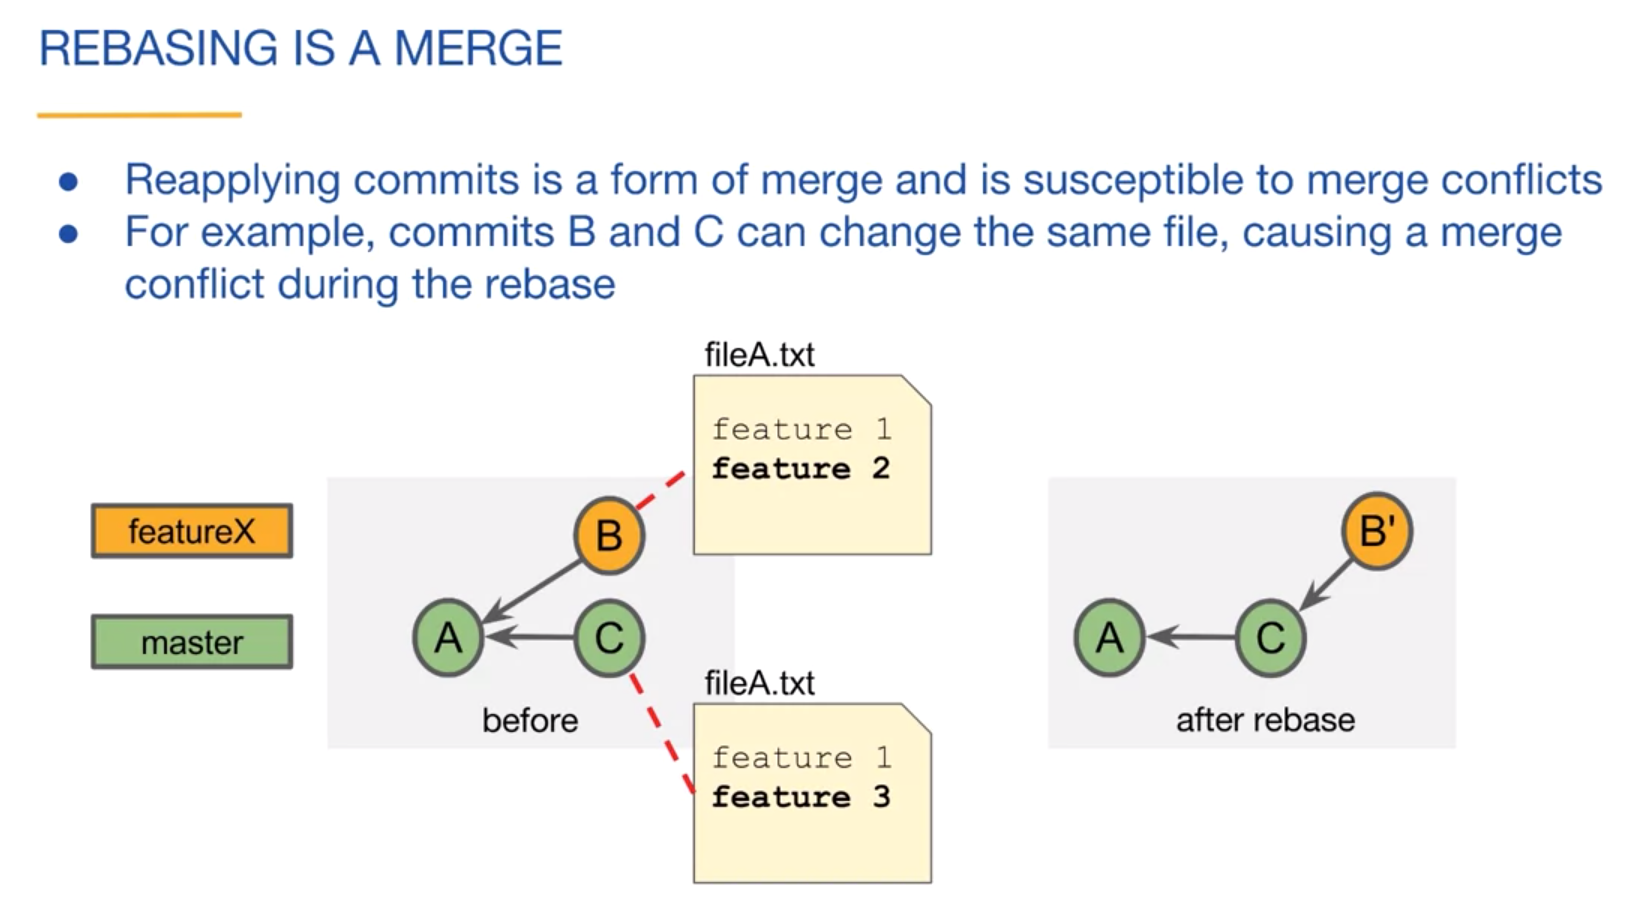 REBASING IS A MERGE
● Reapplying commits is a form of merge and is susceptible to merge conflicts
● For example, commits B and C can change the same file, causing a merge
conflict during the rebase
fileA.txt
feature 1
feature 2
featureX
B
B'
master
A
C
A
C
before
after rebase
fileA.txt
feature 1
feature 3